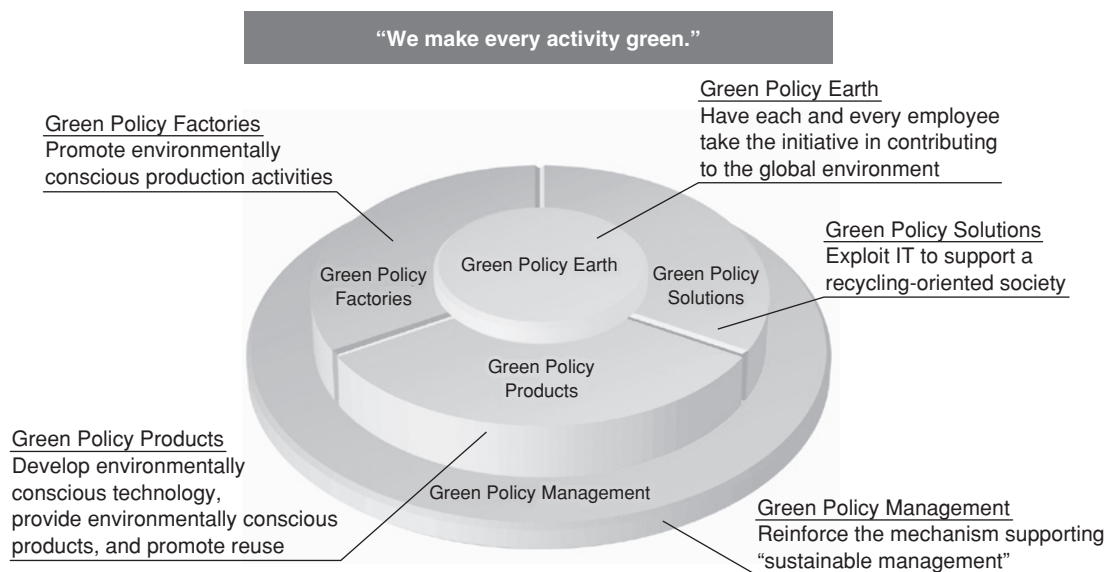 “We make every activity green.”
Green Policy Earth
Have each and every employee
take the initiative in contributing
to the global environment
Green Policy Factories
Promote environmentally
conscious production activities
Green Policy Solutions
Exploit IT to support a
recycling-oriented society
Green Policy Earth
Green Policy
Factories
Green Policy
Solutions
Green Policy
Products
Green Policy Products
Develop environmentally
conscious technology,
provide environmentally conscious
products, and promote reuse
Green Policy Management
Green Policy Management
Reinforce the mechanism supporting
“sustainable management”